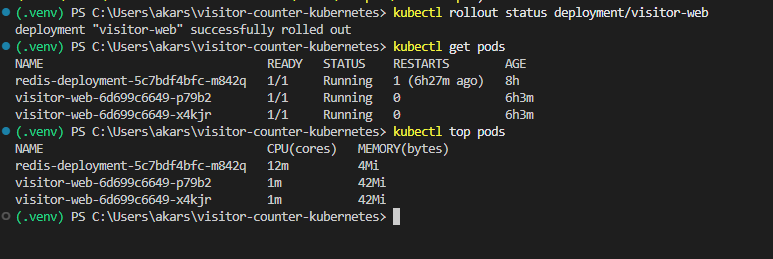 (.venv) PS C:\Users\akars\visitor-counter-kubernetes> kubectl rollout status deployment/visitor-web
deployment "visitor-web" successfully rolled out
(.venv) PS C:\Users\akars\visitor-counter-kubernetes> kubectl get pods
NAME READY STATUS RESTARTS AGE
redis-deployment-5c7bdf4bfc-m842q 1/1 Running 1 (6h27m ago) 8h
visitor-web-6d699c6649-p79b2 1/1 Running 0 6h3m
visitor-web-6d699c6649-x4kjr 1/1 Running 0 6h3m
(.venv) PS C:\Users\akars\visitor-counter-kubernetes> kubectl top pods
NAME CPU(cores) MEMORY(bytes)
redis-deployment-5c7bdf4bfc-m842q 12m 4Mi
visitor-web-6d699c6649-p79b2 1m 42Mi
visitor-web-6d699c6649-x4kjr 1m 42Mi
(.venv) PS C:\Users\akars\visitor-counter-kubernetes>